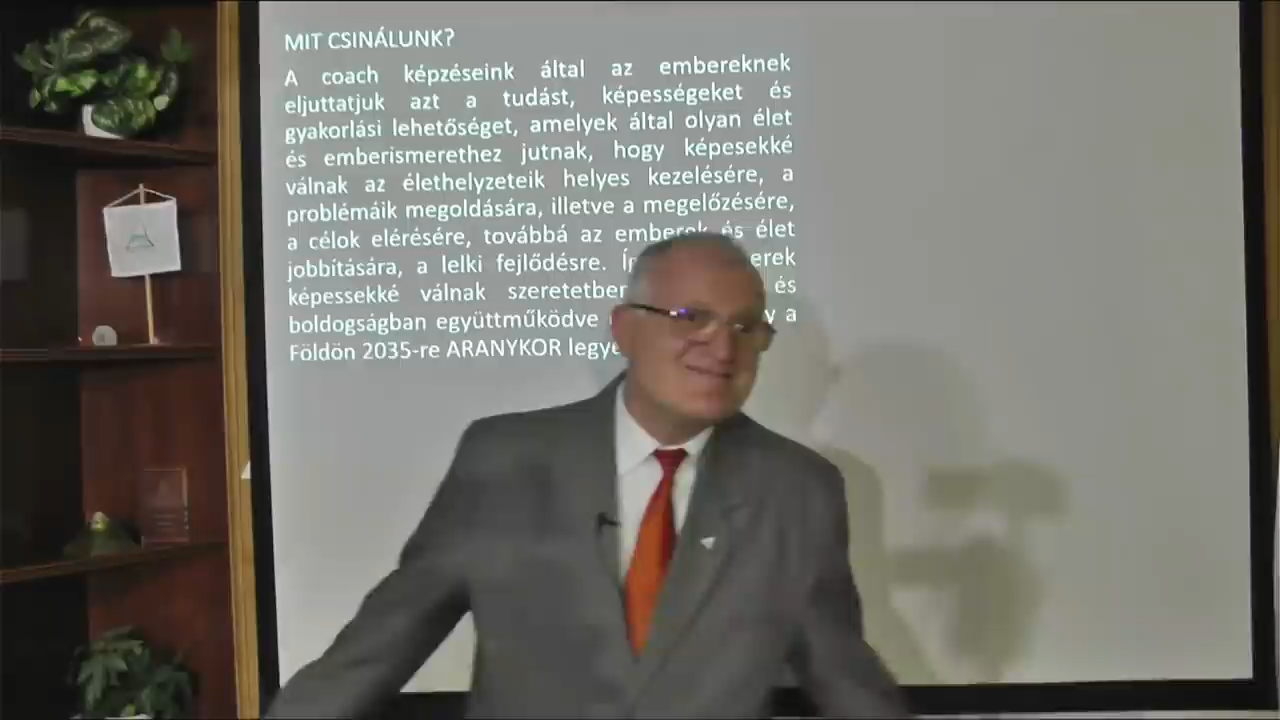 MIT CSINÁLUNK?
A coach képzéseink által az embereknek
eljuttatjuk azt a tudást, képességeket és
gyakorlási lehetőséget, amelyek által olyan élet
és emberismerethez jutnak, hogy képesekké
válnak az élethelyzeteik helyes kezelésére, a
problémáik megoldására, illetve a megelőzésére,
a célok elérésére, továbbá az emberek és élet
jobbítására, a lelki fejlődésre.
képessekké válnak és
boldogságban együttműködve a
Földön 2035-re ARANYKOR